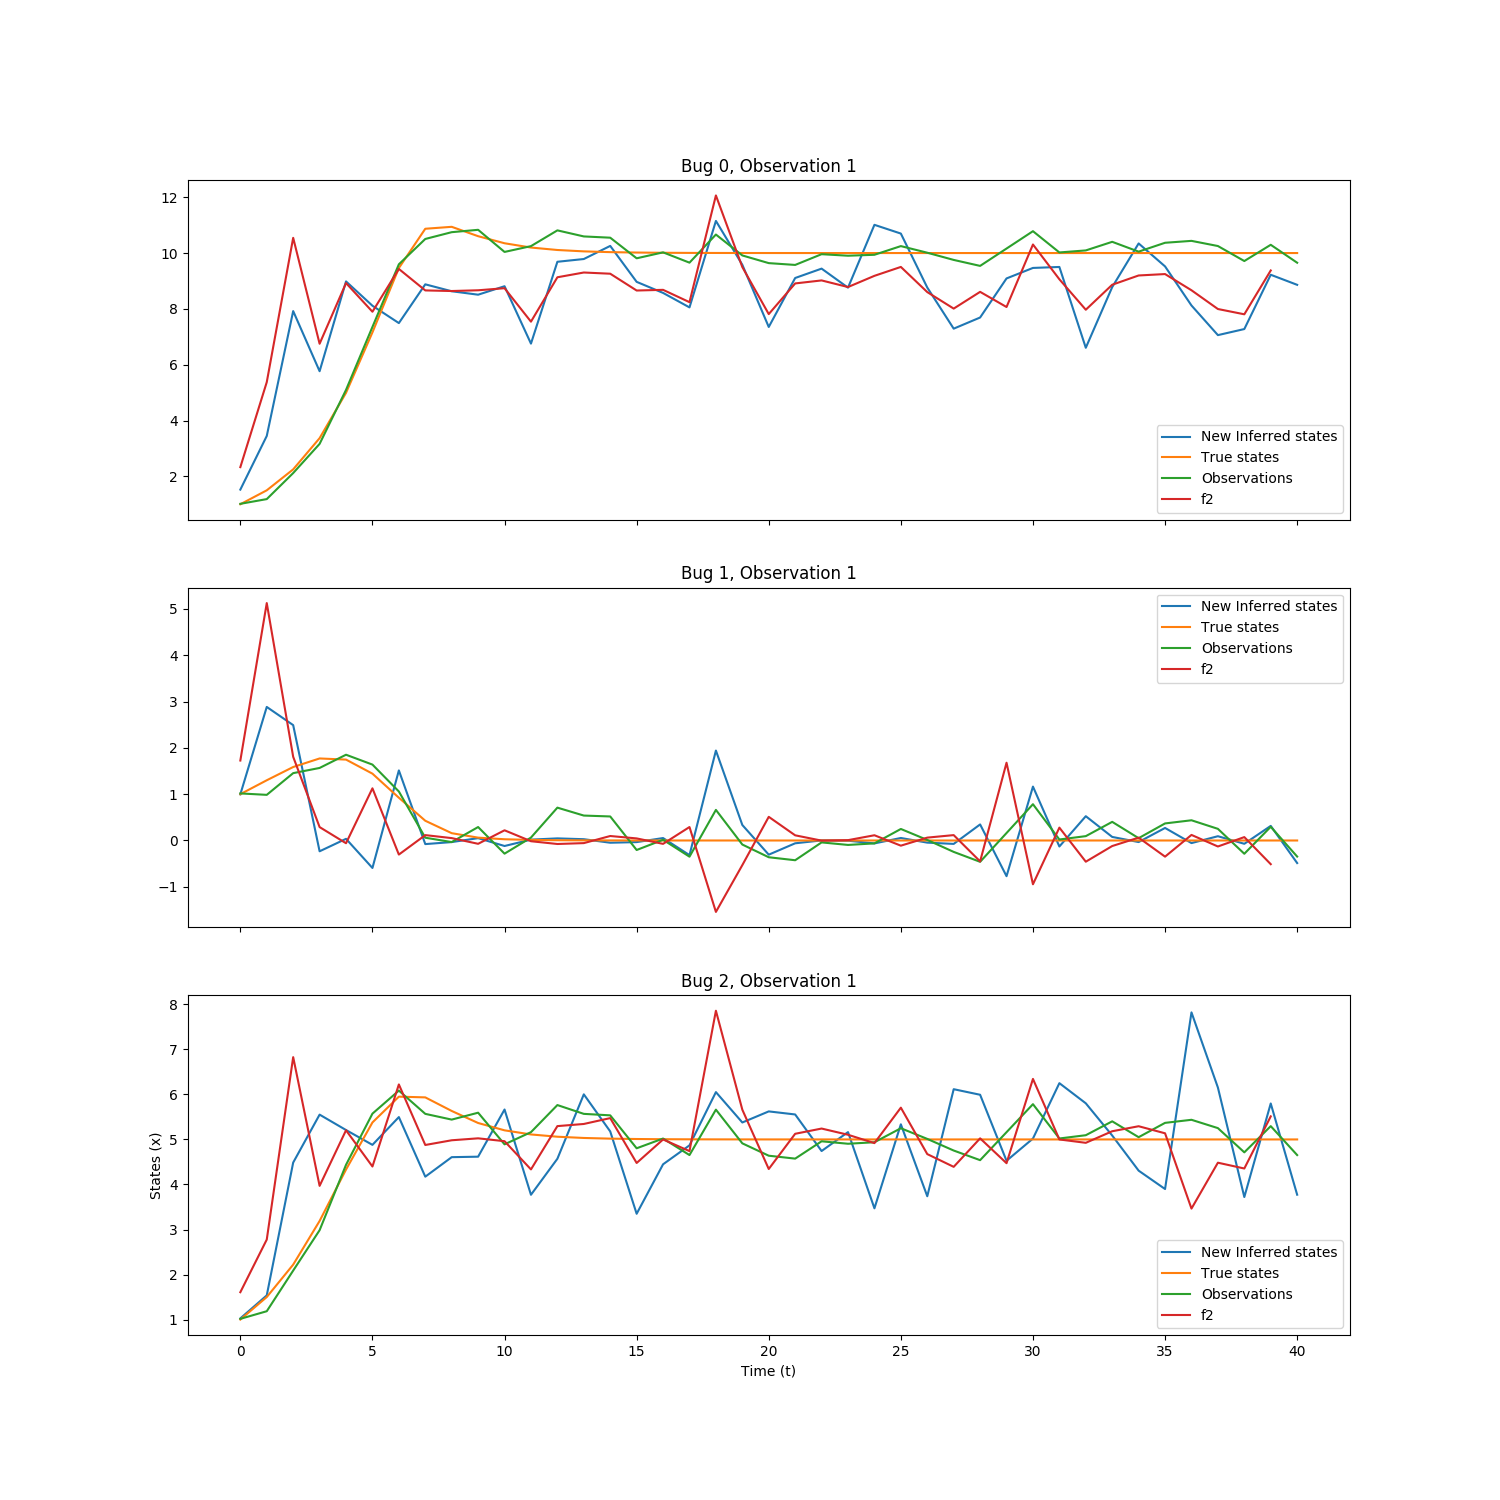 Bug 0, Observation 1
12
10
8
6
4
2
New Inferred states
True states
Observations
f2
Bug 1, Observation 1
5
4
3
2
1
0
−1
New Inferred states
True states
Observations
f2
Bug 2, Observation 1
8
7
6
5
4
3
2
1
States (x)
New Inferred states
True states
Observations
f2
0 5 10 15 20 25 30 35 40
Time (t)